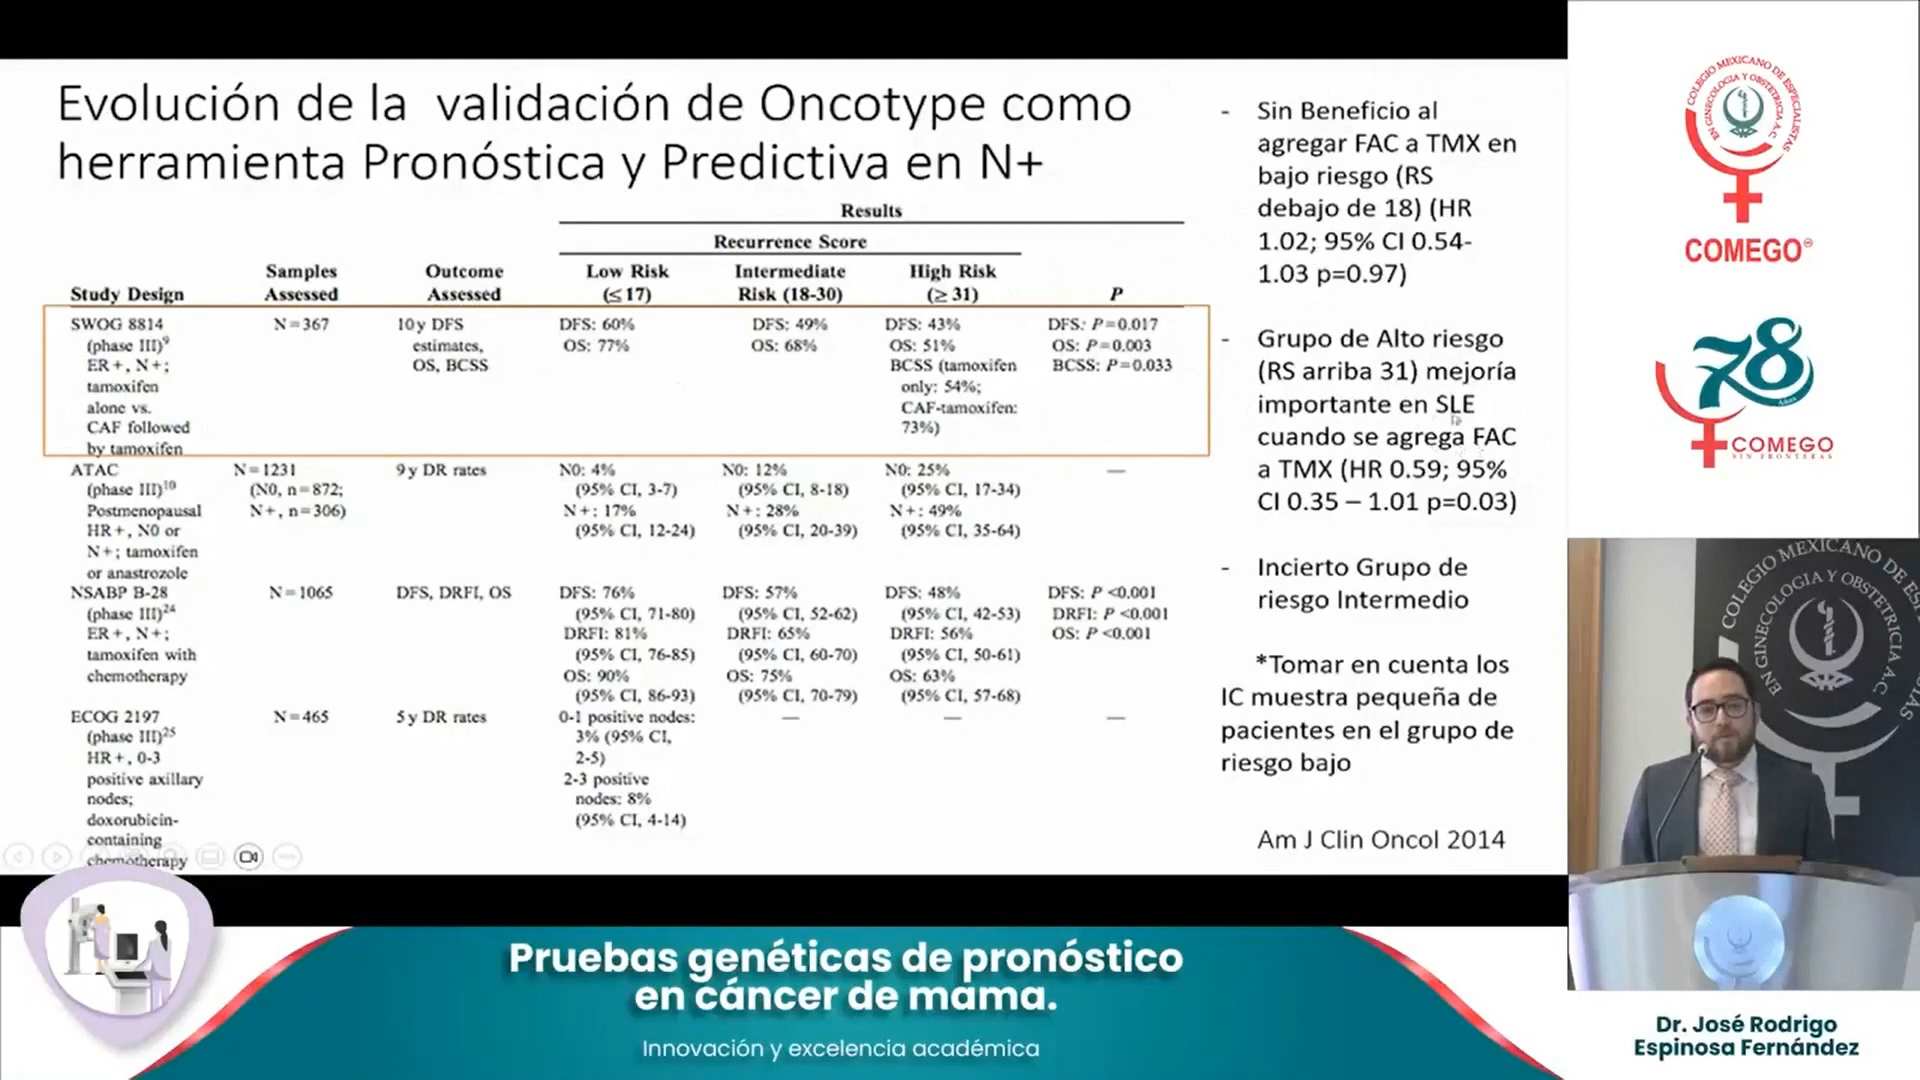 Evolución de la validación de Oncotype como
herramienta Pronóstica y Predictiva en N+
Results
Recurrence Score
Study Design
Samples Assessed
Outcome Assessed
Low Risk (≤17)
Intermediate Risk (18-30)
High Risk (≥ 31)
P
SWOG 8814
(phase III)9
ER+, N+;
tamoxifen
alone vs.
CAF followed
by tamoxifen
N=367
10 y DFS
estimates,
OS, BCSS
DFS: 60%
OS: 77%
DFS: 49%
OS: 68%
DFS: 43%
OS: 51%
BCSS (tamoxifen
only: 54%;
CAF-tamoxifen:
73%)
DFS: P=0.017
OS: P=0.003
BCSS: P=0.033
ATAC
(phase III)10
Postmenopausal
HR+, N0 or
N+; tamoxifen
or anastrozole
N=1231
(N0, n=872;
N+, n=306)
9 y DR rates
N0: 4%
(95% CI, 3-7)
N+: 17%
(95% CI, 12-24)
N0: 12%
(95% CI, 8-18)
N+: 28%
(95% CI, 20-39)
N0: 25%
(95% CI, 17-34)
N+: 49%
(95% CI, 35-64)
—
NSABP B-28
(phase III)24
ER+, N+;
tamoxifen with
chemotherapy
N=1065
DFS, DRFI, OS
DFS: 76%
(95% CI, 71-80)
DRFI: 81%
(95% CI, 76-85)
OS: 90%
(95% CI, 86-93)
DFS: 57%
(95% CI, 52-62)
DRFI: 65%
(95% CI, 60-70)
OS: 75%
(95% CI, 70-79)
DFS: 48%
(95% CI, 42-53)
DRFI: 56%
(95% CI, 50-61)
OS: 63%
(95% CI, 57-68)
DFS: P <0.001
DRFI: P <0.001
OS: P <0.001
ECOG 2197
(phase III)25
HR+, 0-3
positive axillary
nodes;
doxorubicin-
containing
chemotherapy
N=465
5 y DR rates
0-1 positive nodes:
3% (95% CI,
2-5)
2-3 positive
nodes: 8%
(95% CI, 4-14)
—
—
—
- Sin Beneficio al
agregar FAC a TMX en
bajo riesgo (RS
debajo de 18) (HR
1.02; 95% CI 0.54-
1.03 p=0.97)
- Grupo de Alto riesgo
(RS arriba 31) mejoría
importante en SLE
cuando se agrega FAC
a TMX (HR 0.59; 95%
CI 0.35 – 1.01 p=0.03)
- Incierto Grupo de
riesgo Intermedio
*Tomar en cuenta los
IC muestra pequeña de
pacientes en el grupo de
riesgo bajo
Am J Clin Oncol 2014
COLEGIO MEXICANO DE ESPECIALISTAS
EN GINECOLOGIA Y OBSTETRICIA A.C.
COMEGO®
78
COMEGO
SIN FRONTERAS
COLEGIO MEXICANO DE ESPE
EN GINECOLOGIA Y OBSTETRICIA A.C.
Pruebas genéticas de pronóstico
en cáncer de mama.
Innovación y excelencia académica
Dr. José Rodrigo
Espinosa Fernández